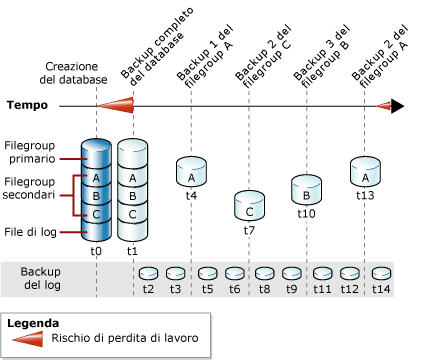 Creazione
del database
Backup completo
del database
Backup 1 del
filegroup A
Backup 2 del
filegroup C
Backup 3 del
filegroup B
Backup 2 del
filegroup A
Tempo
Filegroup
primario
Filegroup
secondari
File di log
A
B
C
A
B
C
A
C
B
A
t0
t1
t4
t7
t10
t13
Backup
del log
t2
t3
t5
t6
t8
t9
t11
t12
t14
Legenda
Rischio di perdita di lavoro